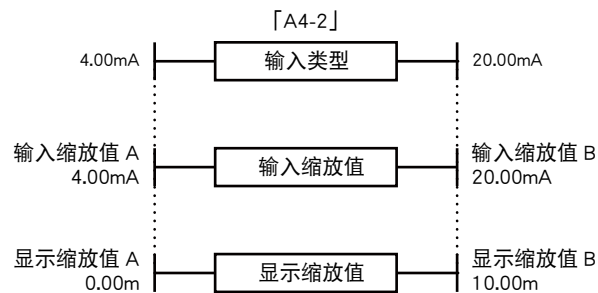 「A4-2」
4.00mA 输入类型 20.00mA
输入缩放值 A 输入缩放值 输入缩放值 B
4.00mA 20.00mA
显示缩放值 A 显示缩放值 显示缩放值 B
0.00m 10.00m